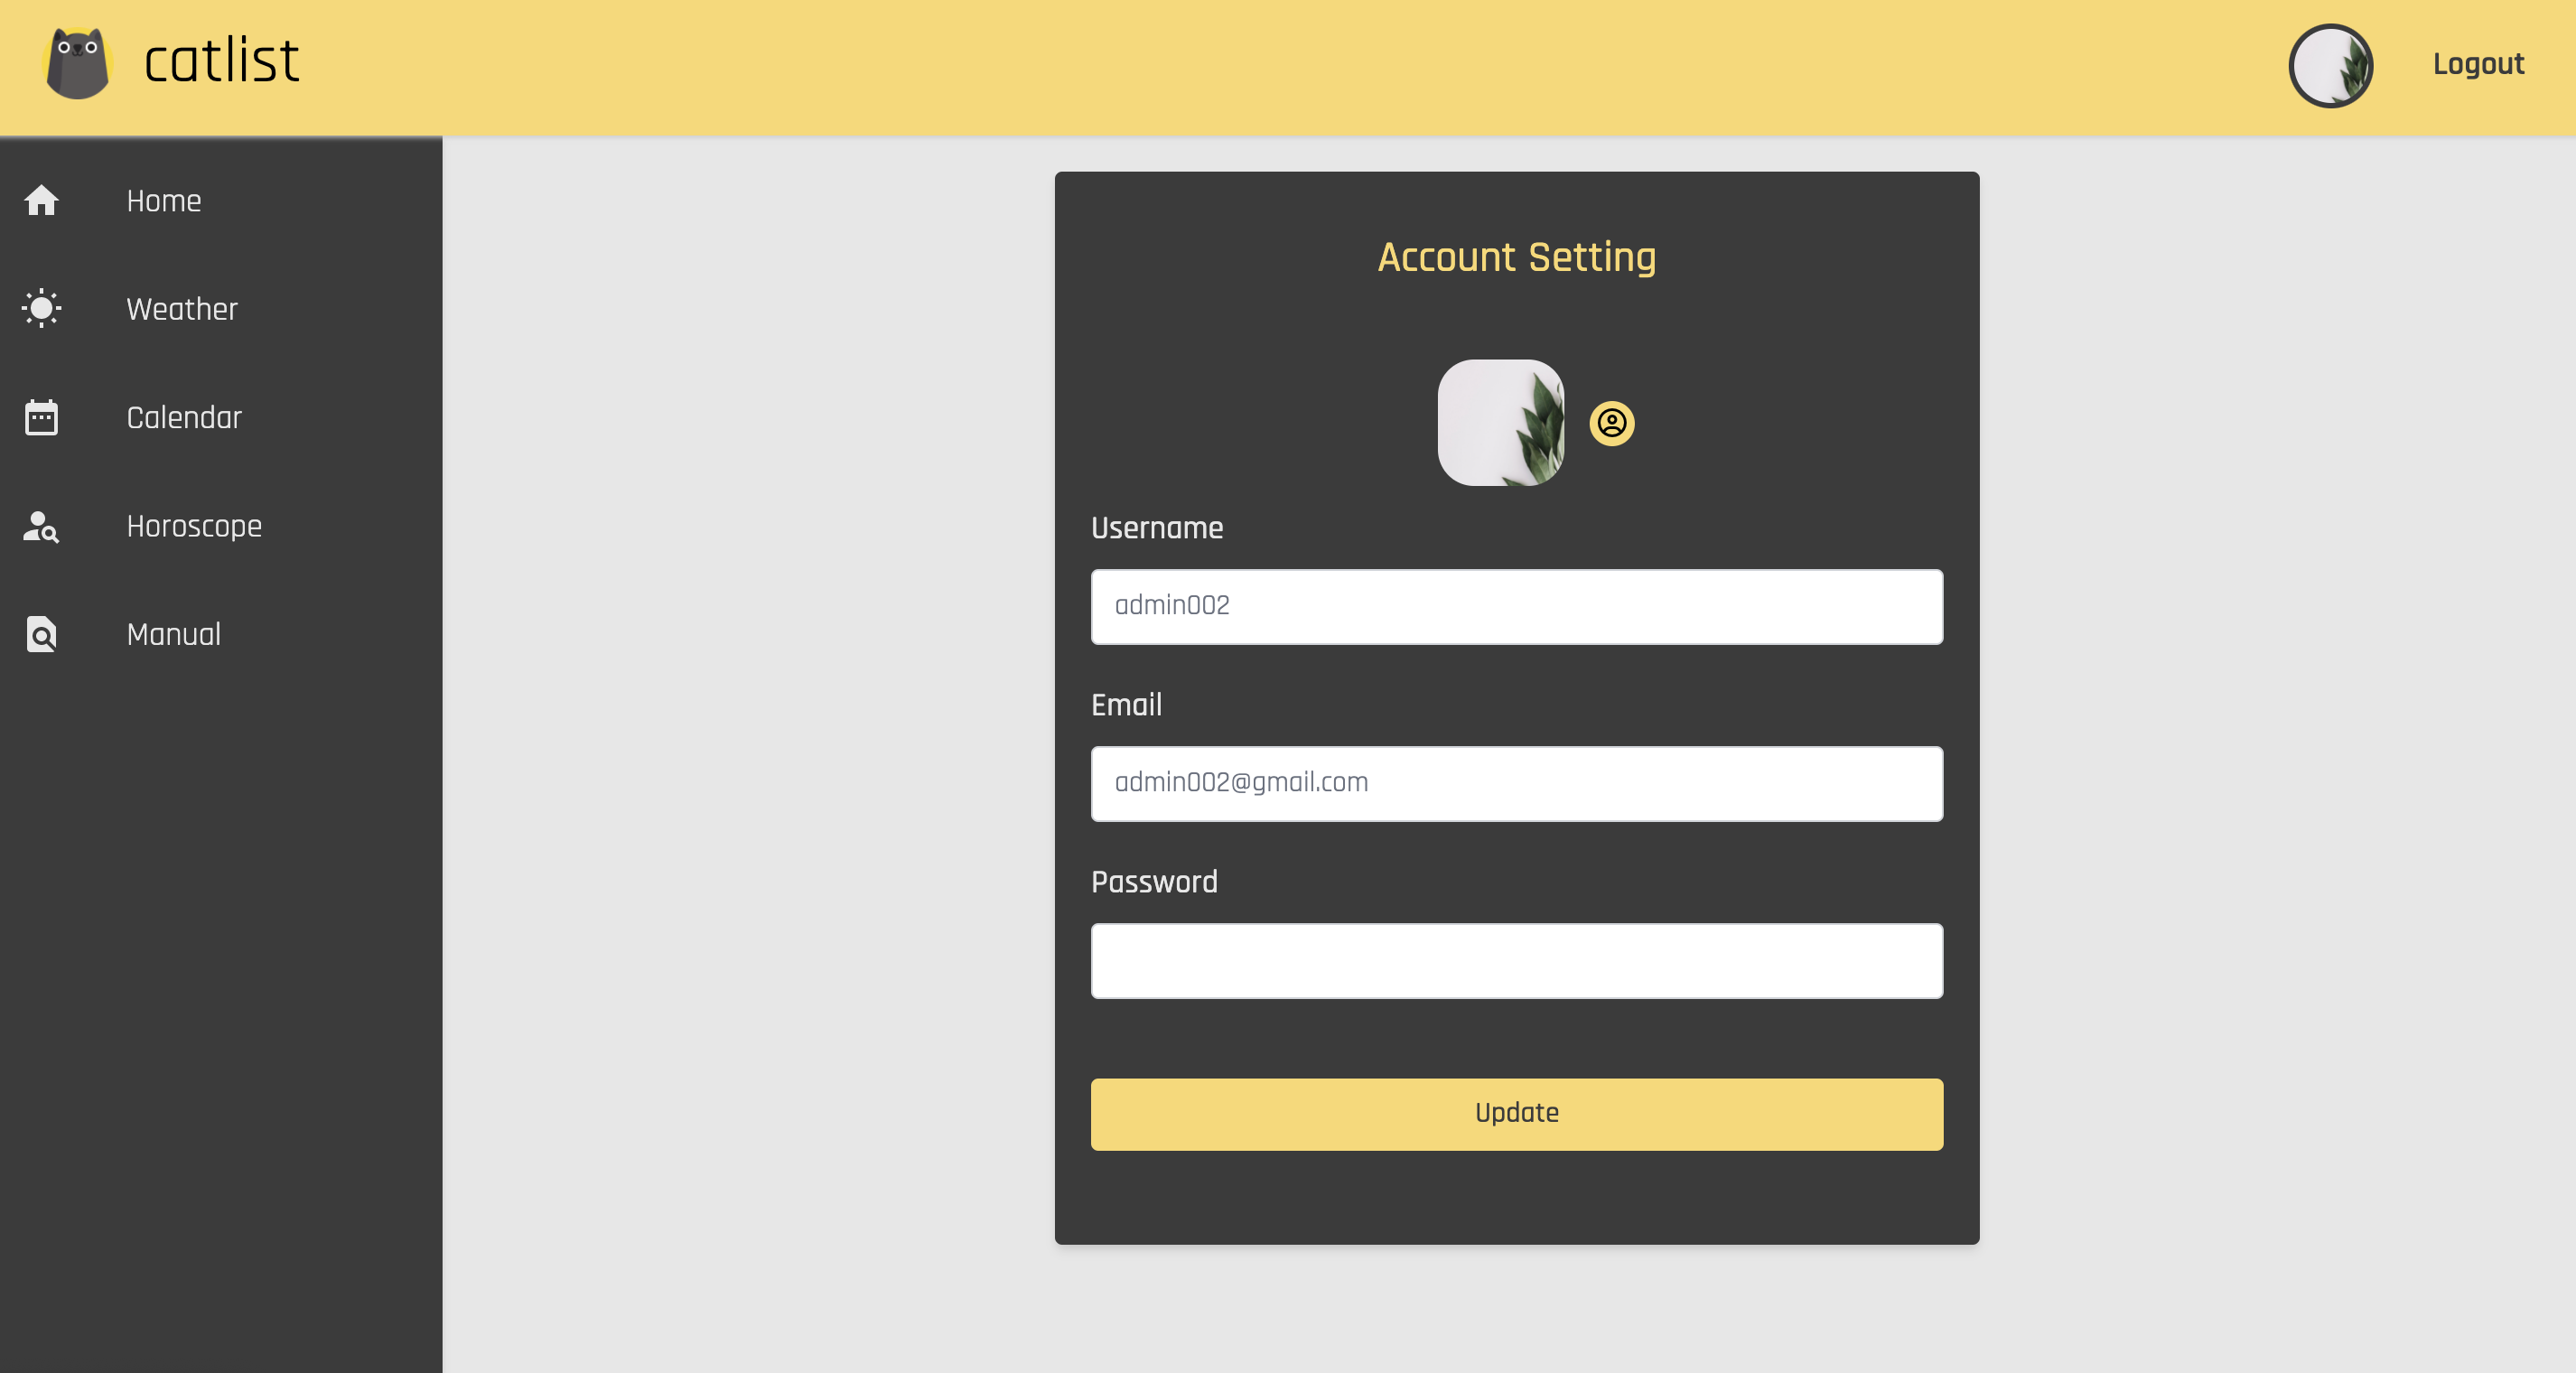 catlist
Logout
Home
Weather
Calendar
Horoscope
Manual
Account Setting
Username
admin002
Email
admin002@gmail.com
Password
Update